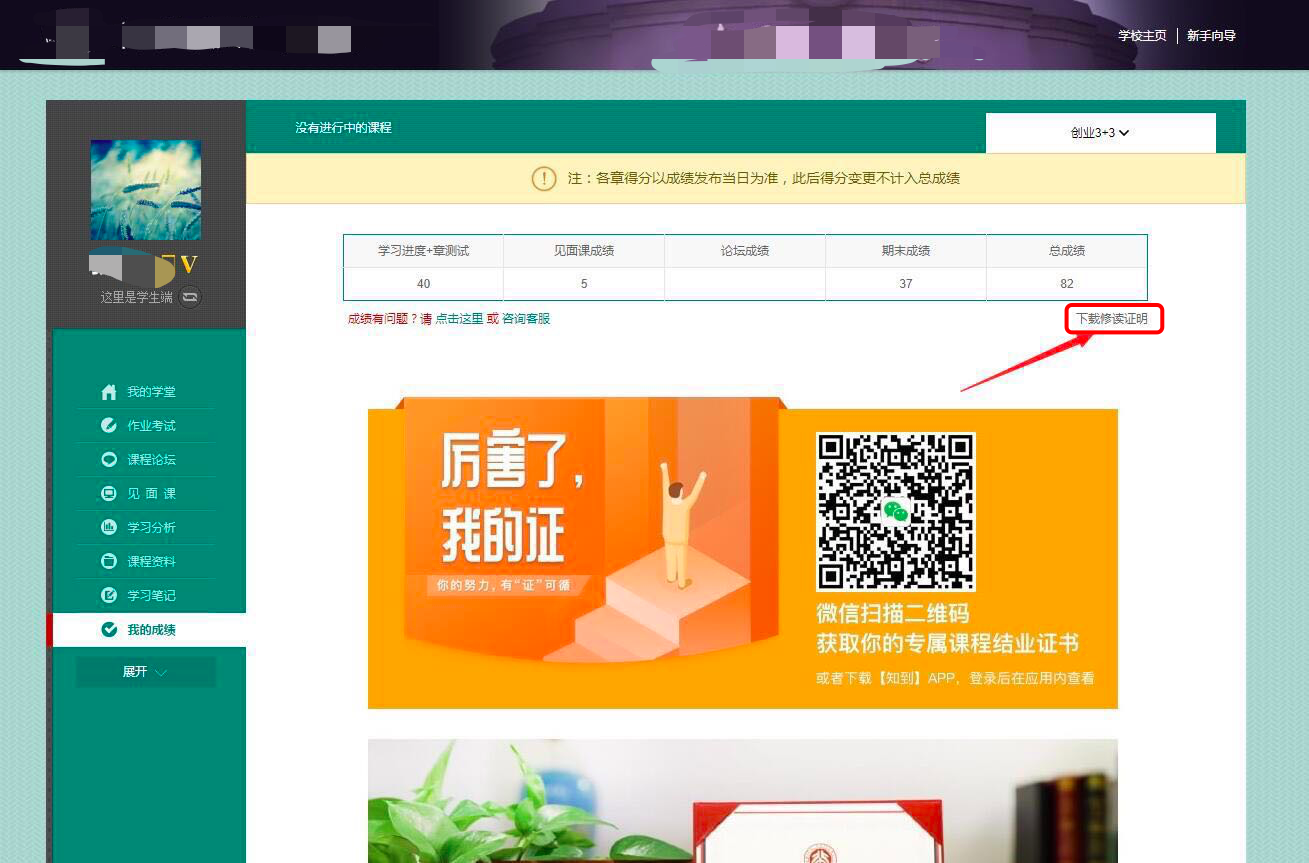 学校主页 | 新手向导
没有进行中的课程
创业3+3
注：各章得分以成绩发布当日为准，此后得分变更不计入总成绩
V
这里是学生端
学习进度+章测试 见面课成绩 论坛成绩 期末成绩 总成绩
40 5 37 82
成绩有问题？请 点击这里 或 咨询客服
下载修读证明
我的学堂
作业考试
课程论坛
见 面 课
学习分析
课程资料
学习笔记
我的成绩
展开
厉害了，
我的证
你的努力，有“证”可循
微信扫描二维码
获取你的专属课程结业证书
或者下载【知到】APP，登录后在应用内查看